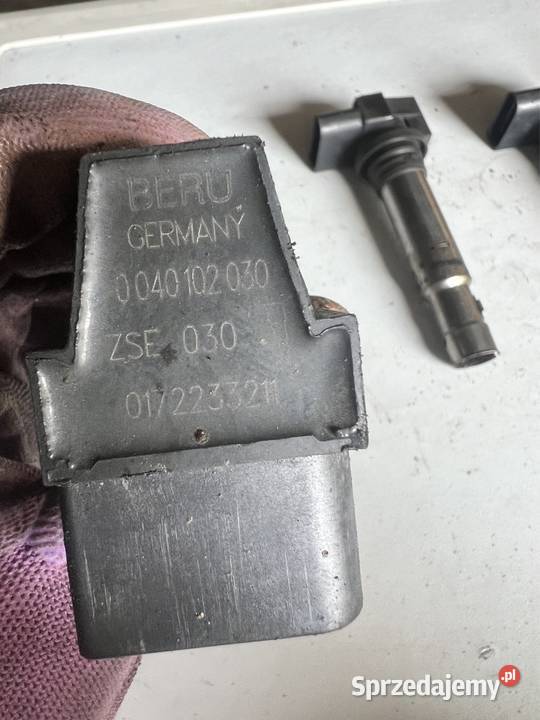 BERU
GERMANY
0 040 102 030
ZSE 030
0172233211
Sprzedajemy.pl